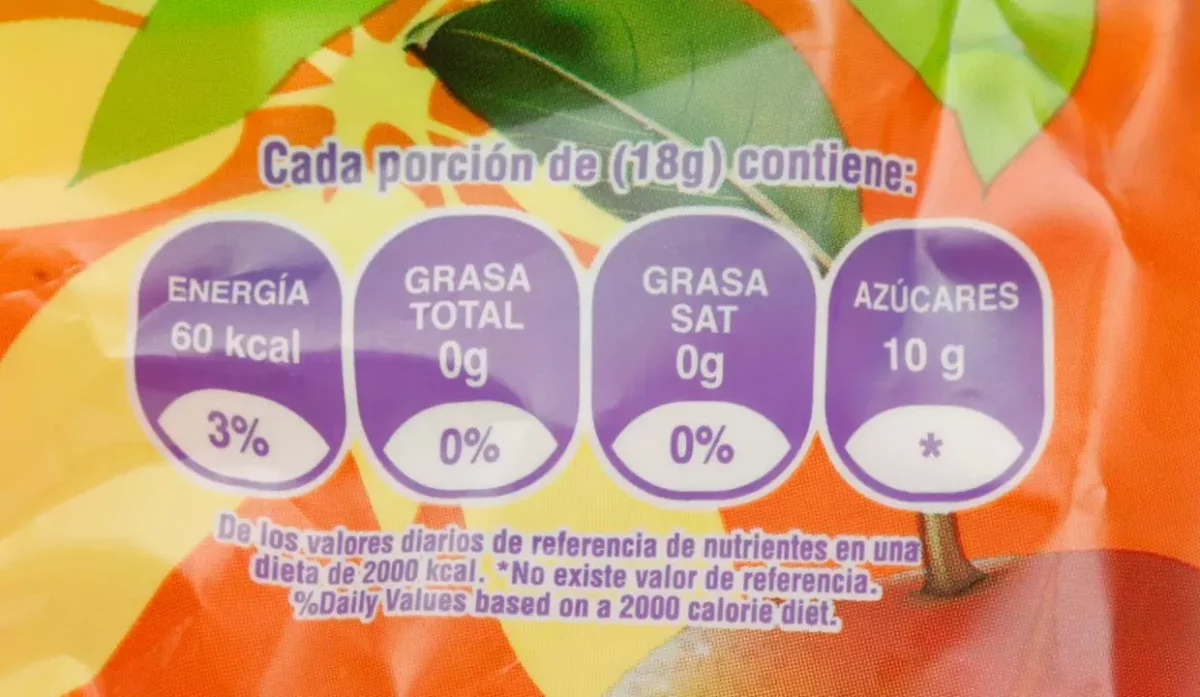 Cada porción de (18g) contiene:
ENERGÍA
60 kcal
3%
GRASA
TOTAL
0g
0%
GRASA
SAT
0g
0%
AZÚCARES
10 g
*
De los valores diarios de referencia de nutrientes en una
dieta de 2000 kcal. *No existe valor de referencia.
%Daily Values based on a 2000 calorie diet.